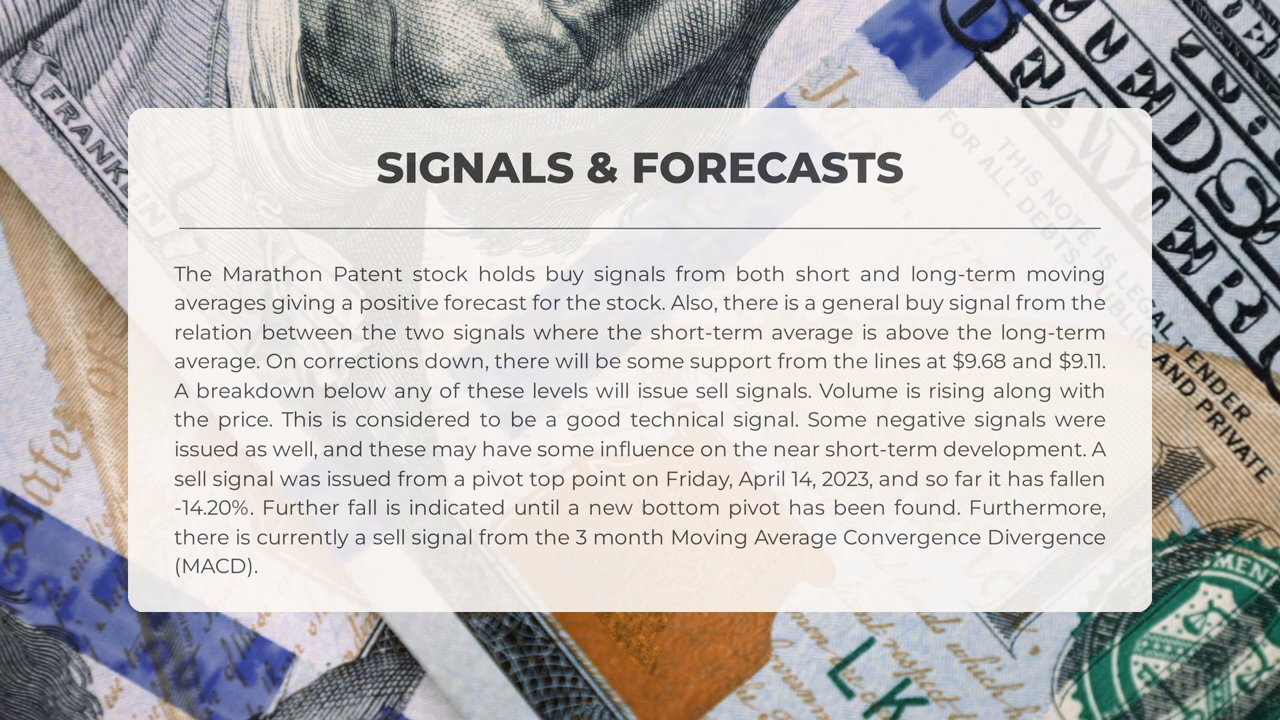 FRANKLIN
SIGNALS & FORECASTS
THIS NOTE IS LEGAL TENDER
FOR ALL DEBTS, PUBLIC AND PRIVATE
The Marathon Patent stock holds buy signals from both short and long-term moving
averages giving a positive forecast for the stock. Also, there is a general buy signal from the
relation between the two signals where the short-term average is above the long-term
average. On corrections down, there will be some support from the lines at $9.68 and $9.11.
A breakdown below any of these levels will issue sell signals. Volume is rising along with
the price. This is considered to be a good technical signal. Some negative signals were
issued as well, and these may have some influence on the near short-term development. A
sell signal was issued from a pivot top point on Friday, April 14, 2023, and so far it has fallen
-14.20%. Further fall is indicated until a new bottom pivot has been found. Furthermore,
there is currently a sell signal from the 3 month Moving Average Convergence Divergence
(MACD).
LK